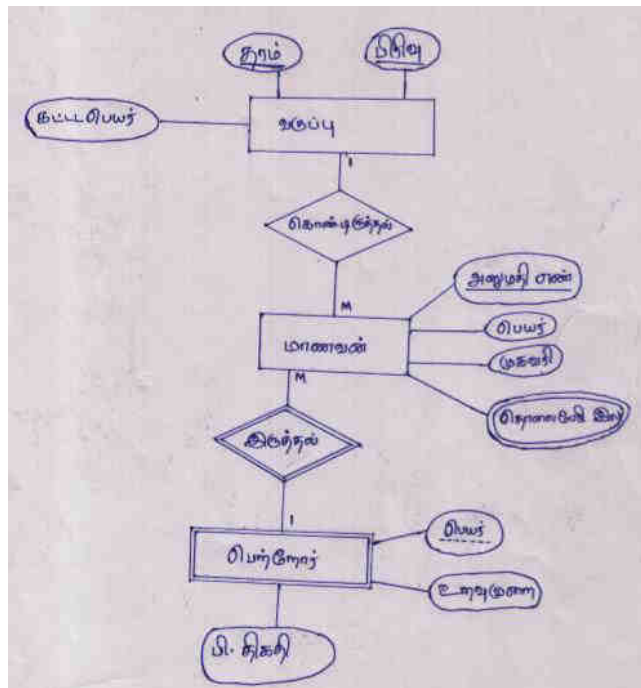 தரம்
பிரிவு
கட்டடபெயர்
வகுப்பு
1
கொண்டிருத்தல்
M
அனுமதி எண்
பெயர்
மாணவன்
முகவரி
M
தொலைபேசி இல
இருத்தல்
1
பெயர்
பெற்றோர்
உறவுமுறை
பி. திகதி